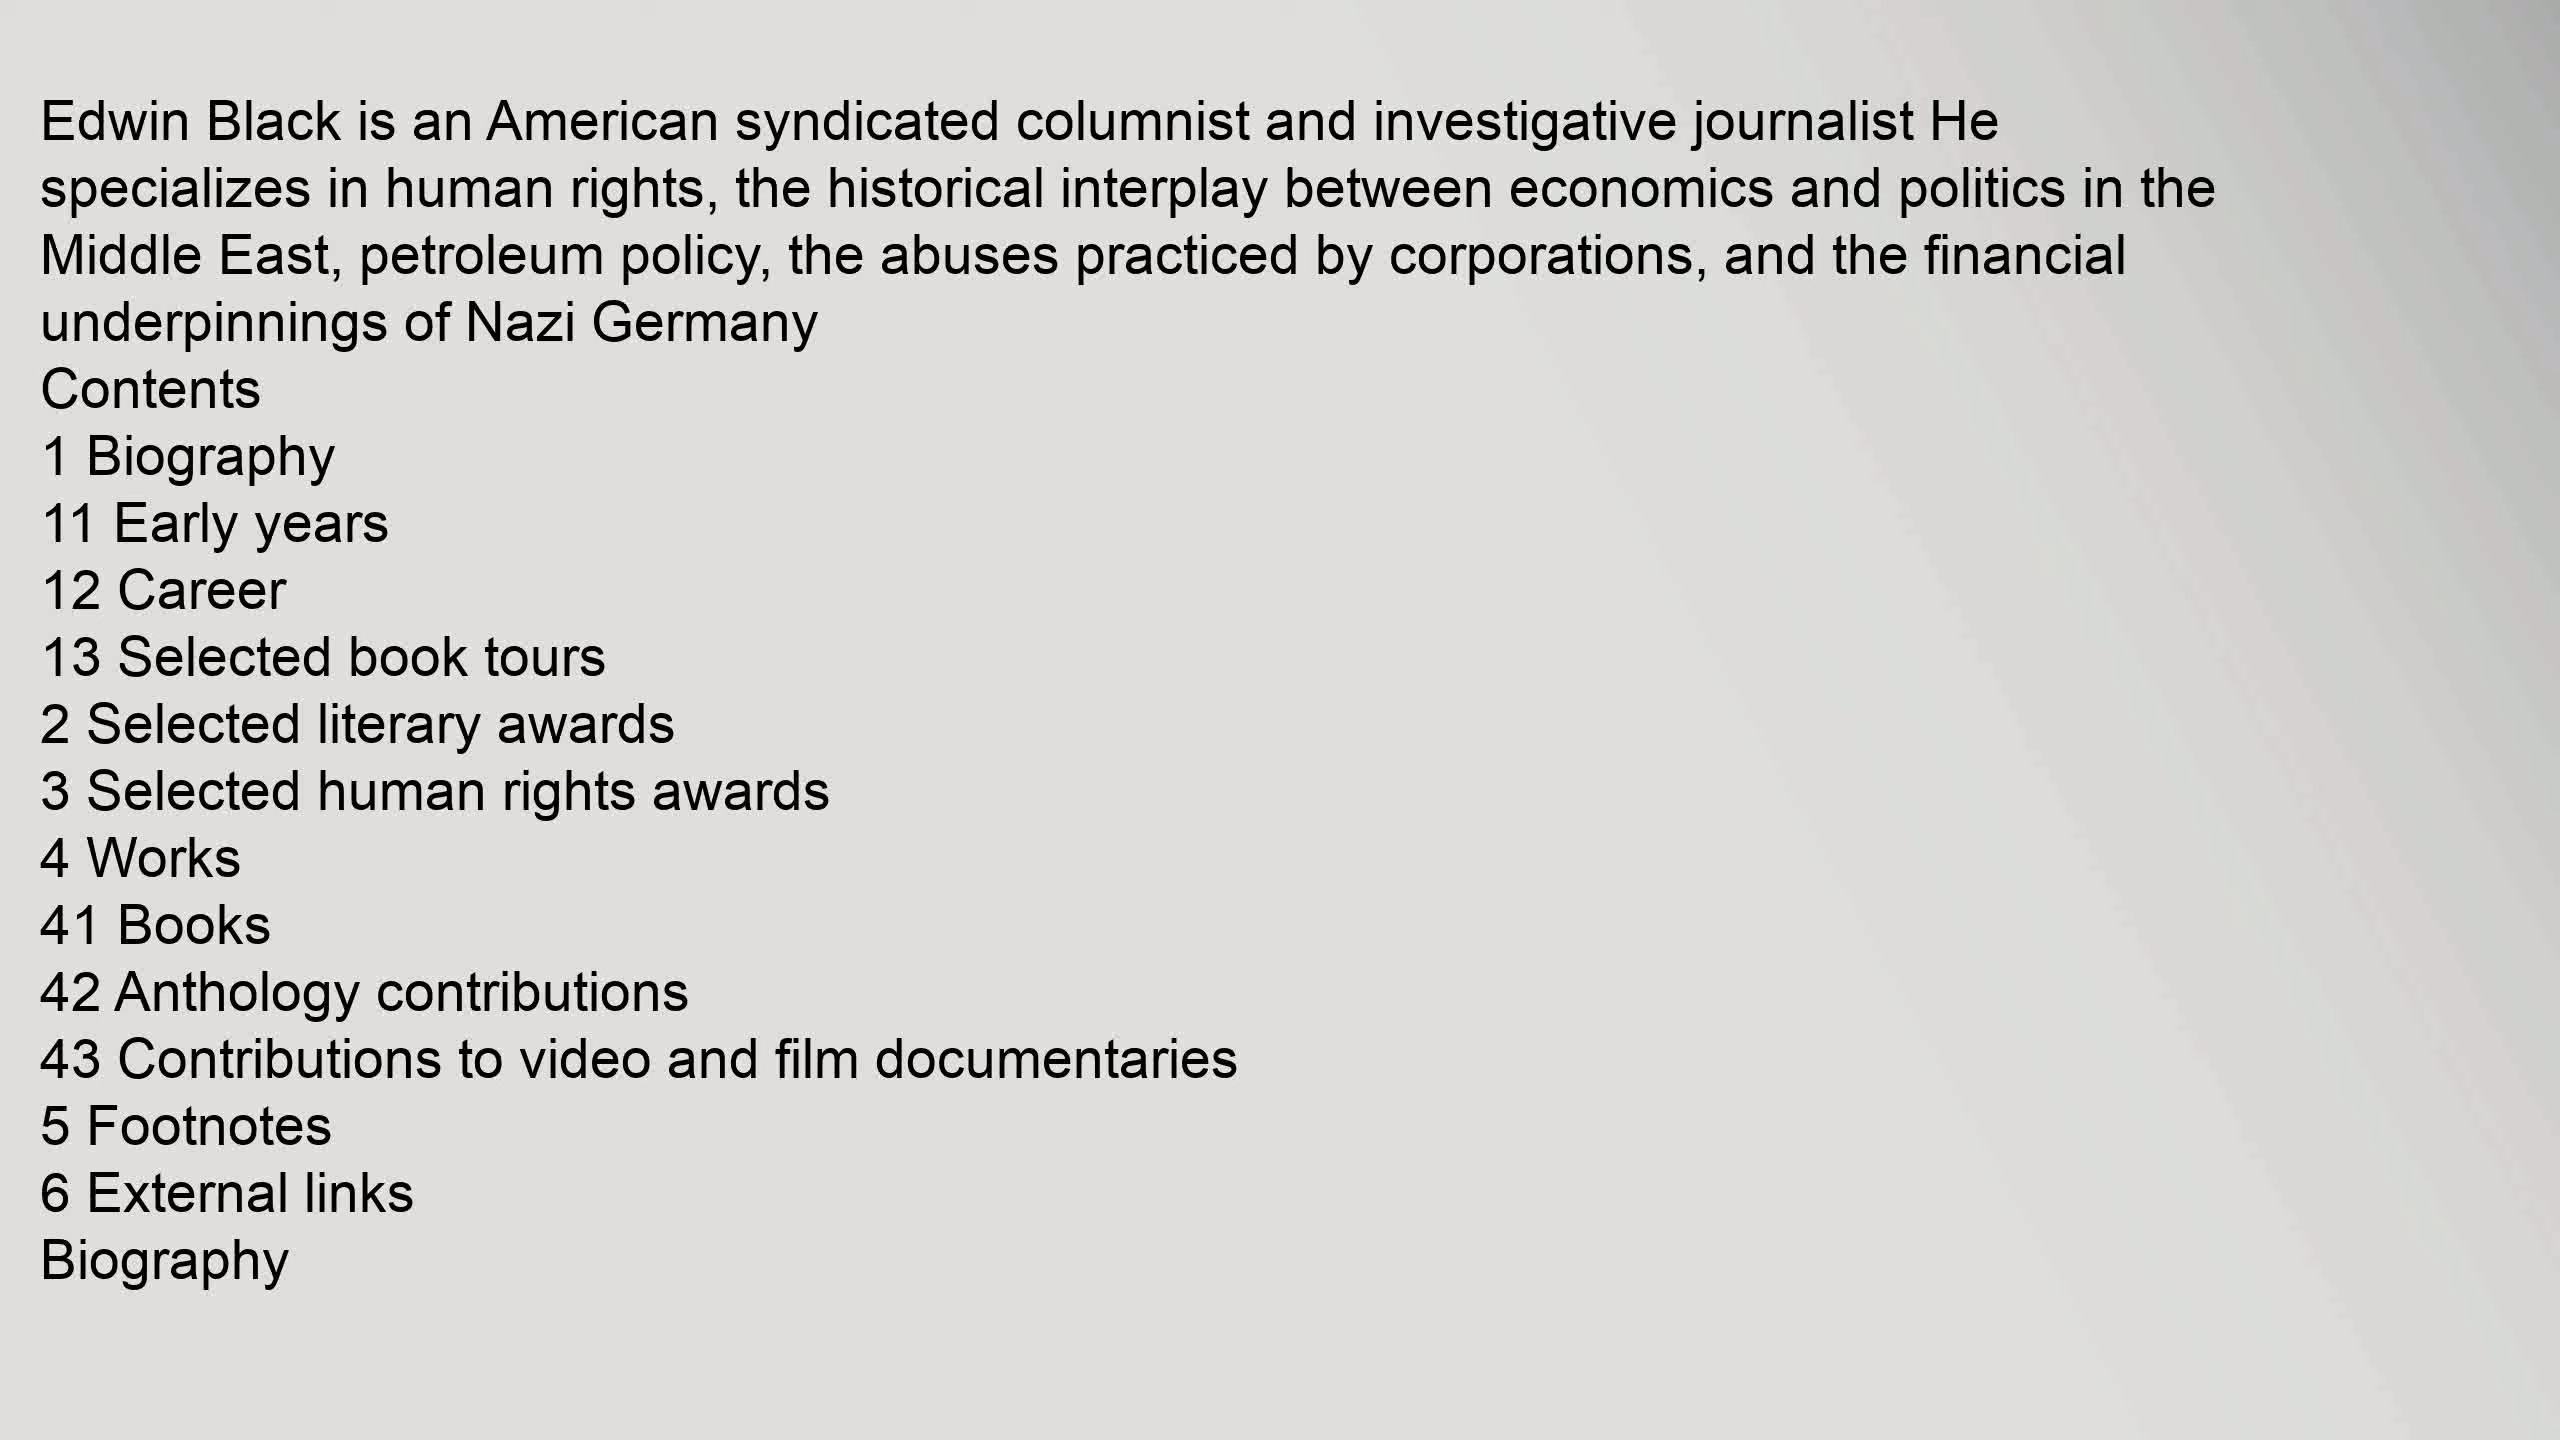 Edwin Black is an American syndicated columnist and investigative journalist He
specializes in human rights, the historical interplay between economics and politics in the
Middle East, petroleum policy, the abuses practiced by corporations, and the financial
underpinnings of Nazi Germany
Contents
1 Biography
11 Early years
12 Career
13 Selected book tours
2 Selected literary awards
3 Selected human rights awards
4 Works
41 Books
42 Anthology contributions
43 Contributions to video and film documentaries
5 Footnotes
6 External links
Biography